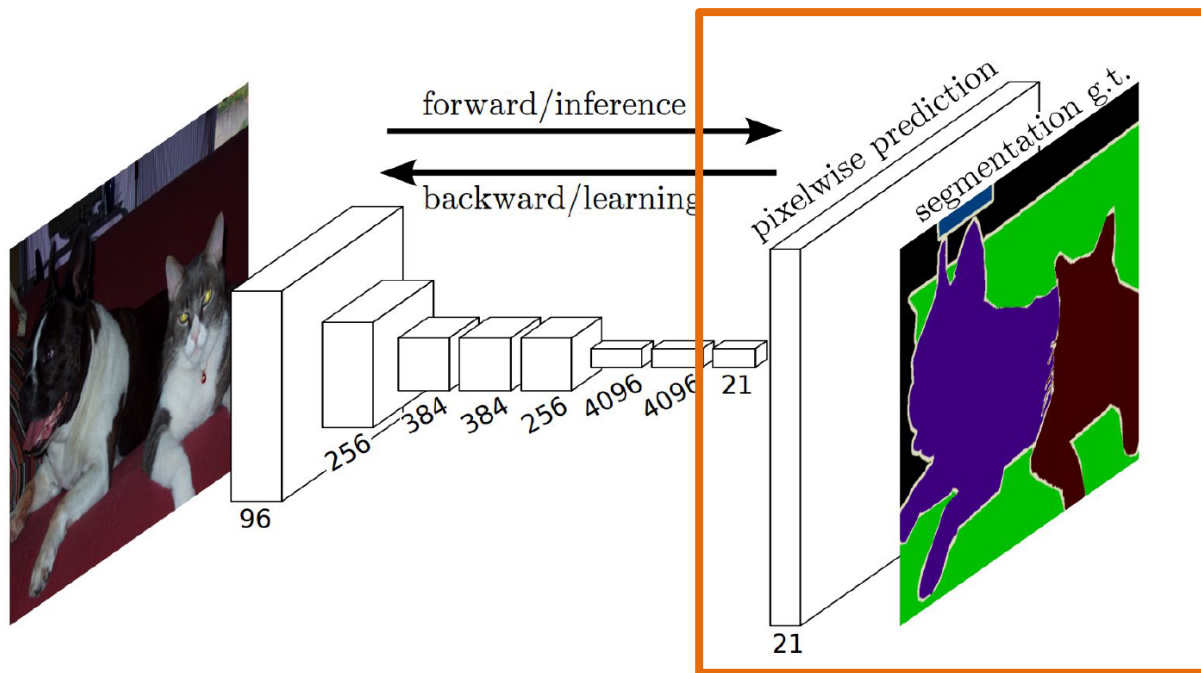 forward/inference
backward/learning
pixelwise prediction
segmentation g.t.
96
256
384
384
256
4096
4096
21
21